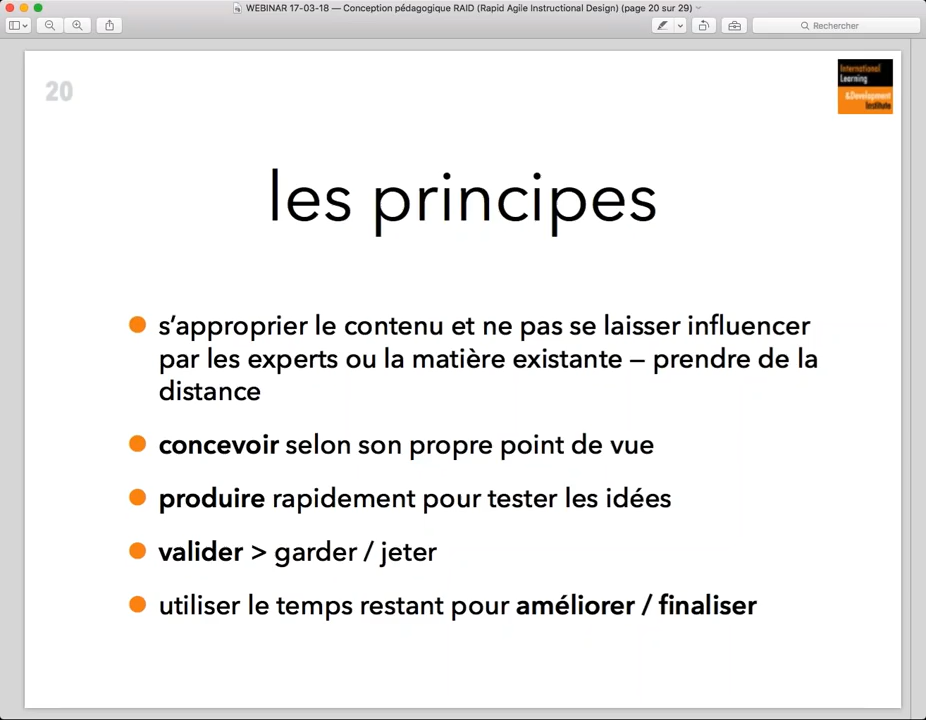 WEBINAR 17-03-18 — Conception pédagogique RAID (Rapid Agile Instructional Design) (page 20 sur 29)
Rechercher
20
International
Learning
&Development
Institute
les principes
s’approprier le contenu et ne pas se laisser influencer
par les experts ou la matière existante – prendre de la
distance
concevoir selon son propre point de vue
produire rapidement pour tester les idées
valider > garder / jeter
utiliser le temps restant pour améliorer / finaliser